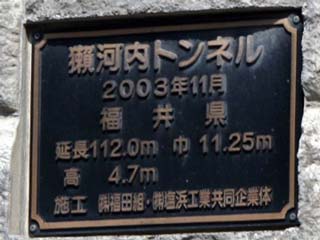 獺河内トンネル
2003年11月
福井県
延長112.0m 巾11.25m
高 4.7m
施工 ㈱福田組・㈱塩浜工業共同企業体